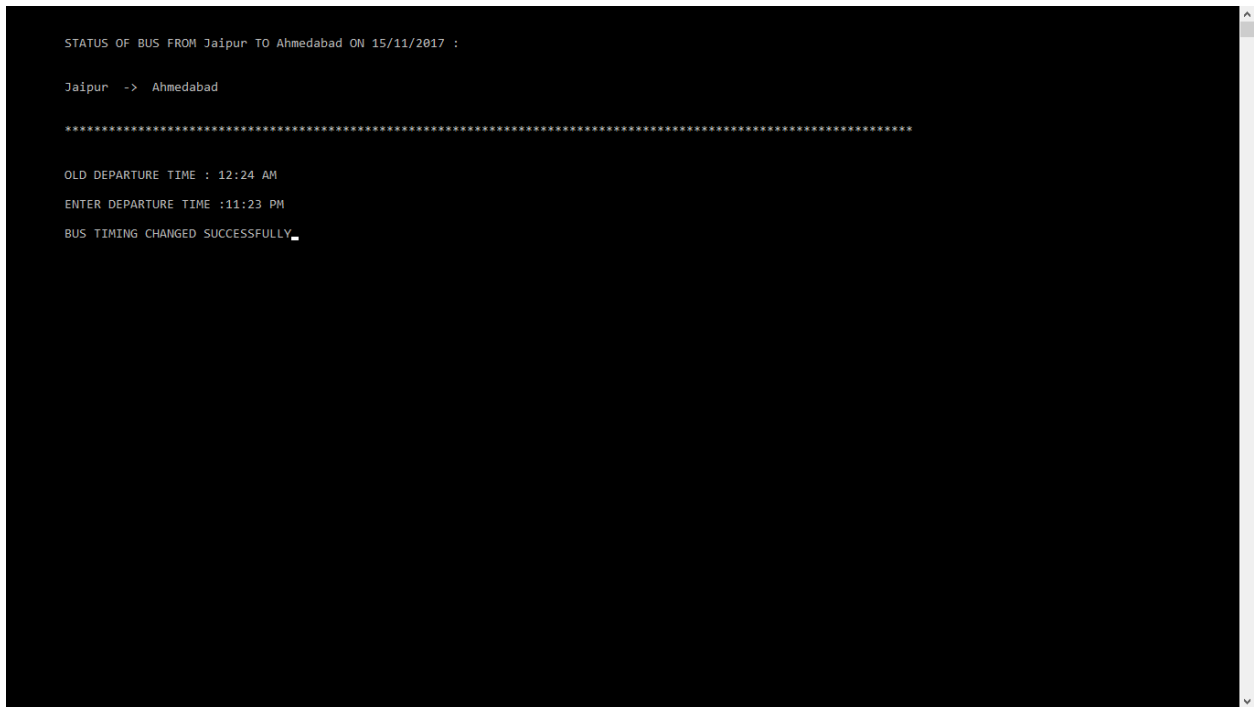 STATUS OF BUS FROM Jaipur TO Ahmedabad ON 15/11/2017 :
Jaipur -> Ahmedabad
********************************************************************************************************************
OLD DEPARTURE TIME : 12:24 AM
ENTER DEPARTURE TIME :11:23 PM
BUS TIMING CHANGED SUCCESSFULLY